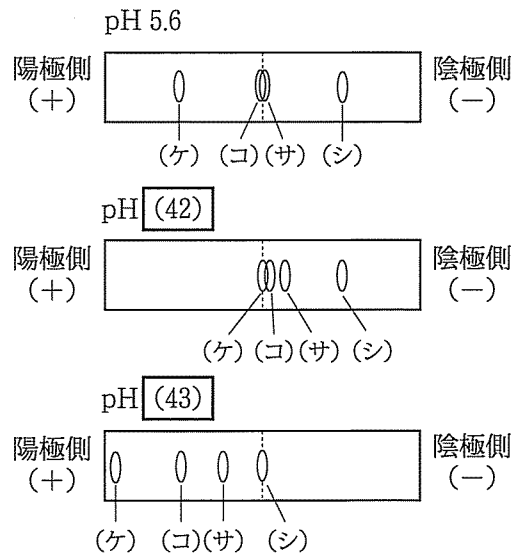 pH 5.6
陽極側
(+)
陰極側
(−)
(ケ) (コ)(サ) (シ)
pH (42)
陽極側
(+)
陰極側
(−)
(ケ) (コ)(サ) (シ)
pH (43)
陽極側
(+)
陰極側
(−)
(ケ) (コ)(サ) (シ)